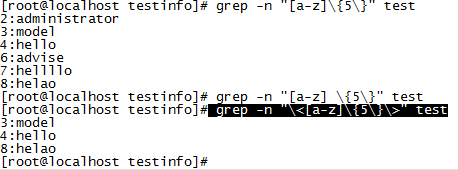 [root@localhost testinfo]# grep -n "[a-z]\{5\}" test
2:administrator
3:model
4:hello
6:advise
7:hellllo
8:helao
[root@localhost testinfo]# grep -n "[a-z] \{5\}" test
[root@localhost testinfo]# grep -n "\<[a-z]\{5\}\>" test
3:model
4:hello
8:helao
[root@localhost testinfo]#